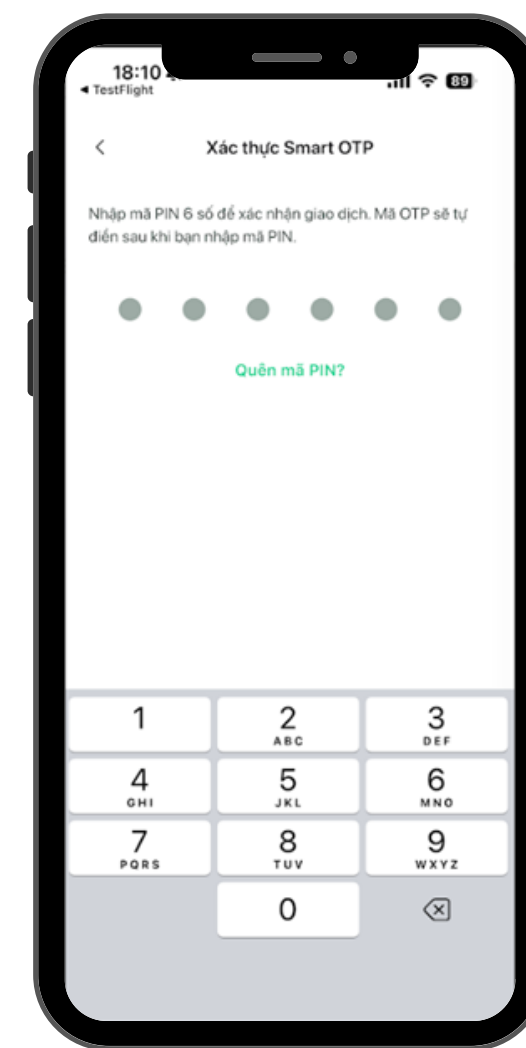 18:10
◀ TestFlight
89
Xác thực Smart OTP
Nhập mã PIN 6 số để xác nhận giao dịch. Mã OTP sẽ tự
điền sau khi bạn nhập mã PIN.
Quên mã PIN?
1
2
3
ABC
DEF
4
5
6
GHI
JKL
MNO
7
8
9
PQRS
TUV
WXYZ
0